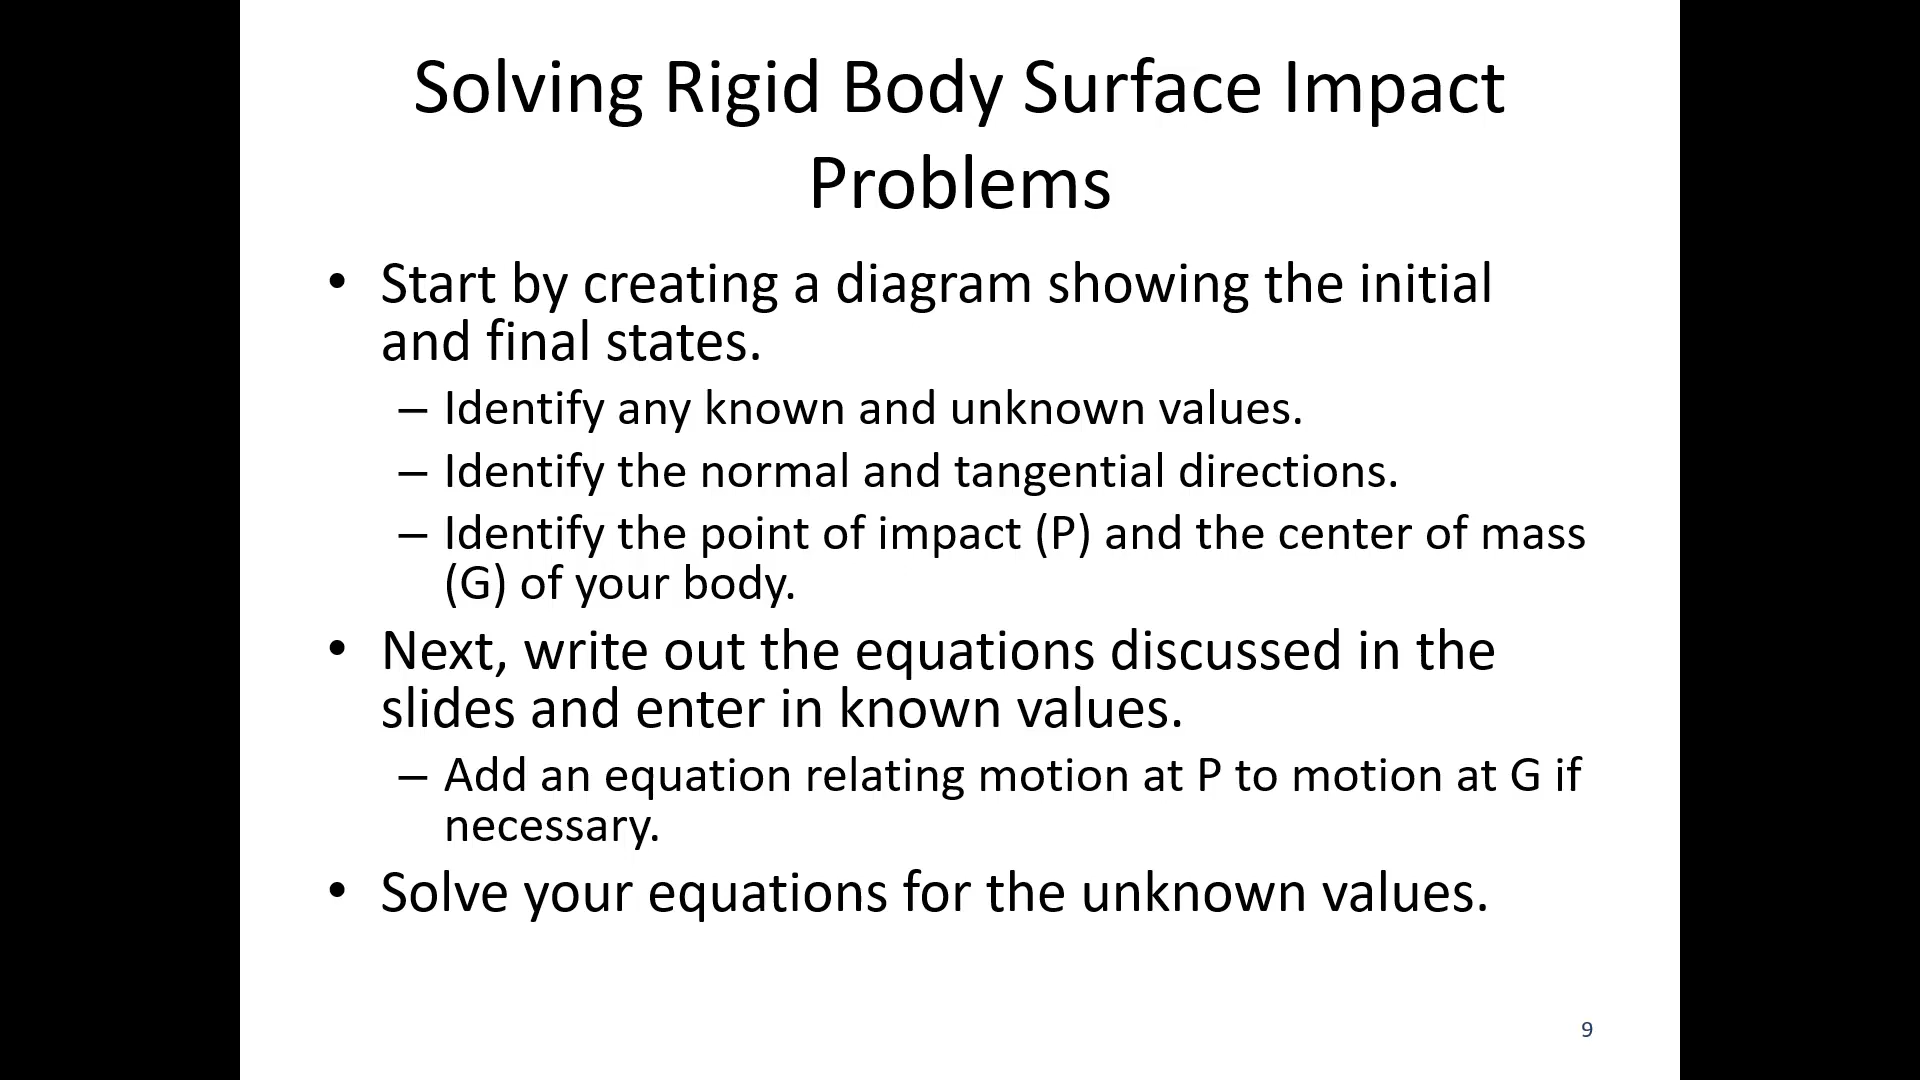 Solving Rigid Body Surface Impact
Problems
• Start by creating a diagram showing the initial
and final states.
– Identify any known and unknown values.
– Identify the normal and tangential directions.
– Identify the point of impact (P) and the center of mass
(G) of your body.
• Next, write out the equations discussed in the
slides and enter in known values.
– Add an equation relating motion at P to motion at G if
necessary.
• Solve your equations for the unknown values.
9